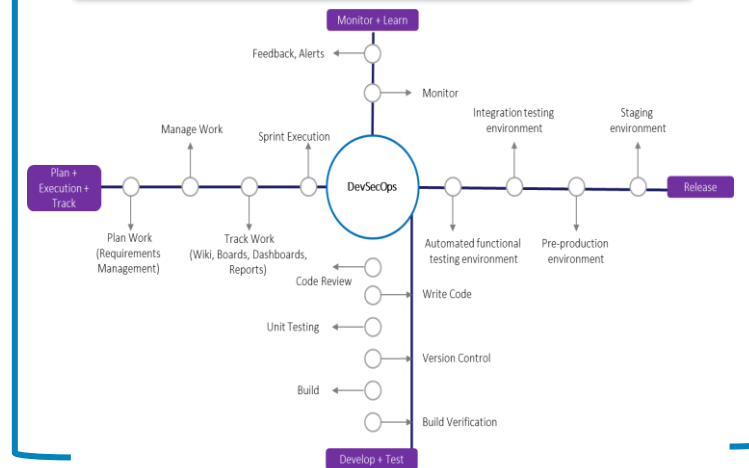 Monitor + Learn
Feedback, Alerts
Monitor
Integration testing
environment
Staging
environment
Manage Work
Sprint Execution
Plan +
Execution +
Track
DevSecOps
Release
Plan Work
(Requirements
Management)
Track Work
(Wiki, Boards, Dashboards,
Reports)
Automated functional
testing environment
Pre-production
environment
Code Review
Write Code
Unit Testing
Version Control
Build
Build Verification
Develop + Test